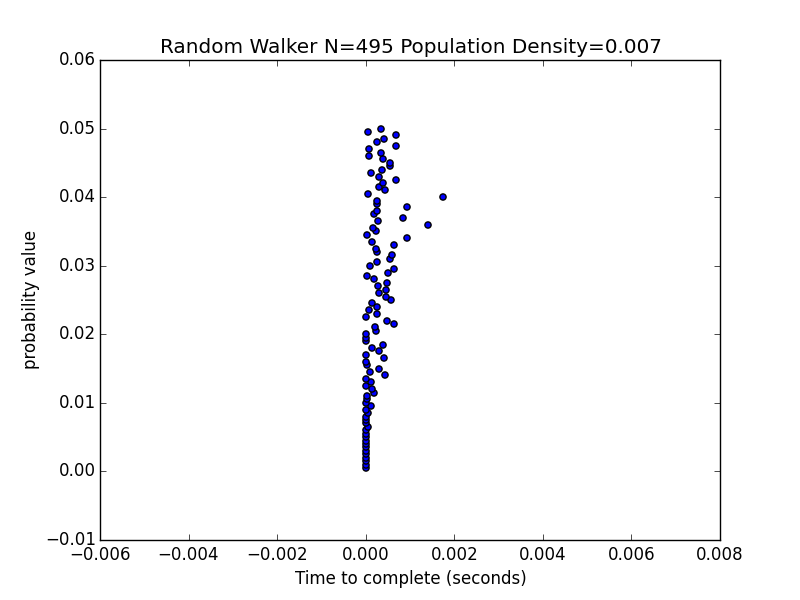 Random Walker N=495 Population Density=0.007
0.06
0.05
0.04
0.03
0.02
0.01
0.00
−0.01
probability value
−0.006 −0.004 −0.002 0.000 0.002 0.004 0.006 0.008
Time to complete (seconds)